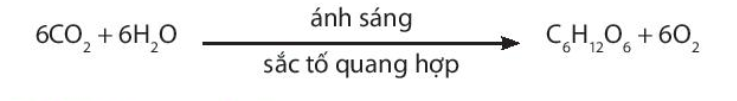 ánh sáng
6CO₂ + 6H₂O → C₆H₁₂O₆ + 6O₂
sắc tố quang hợp